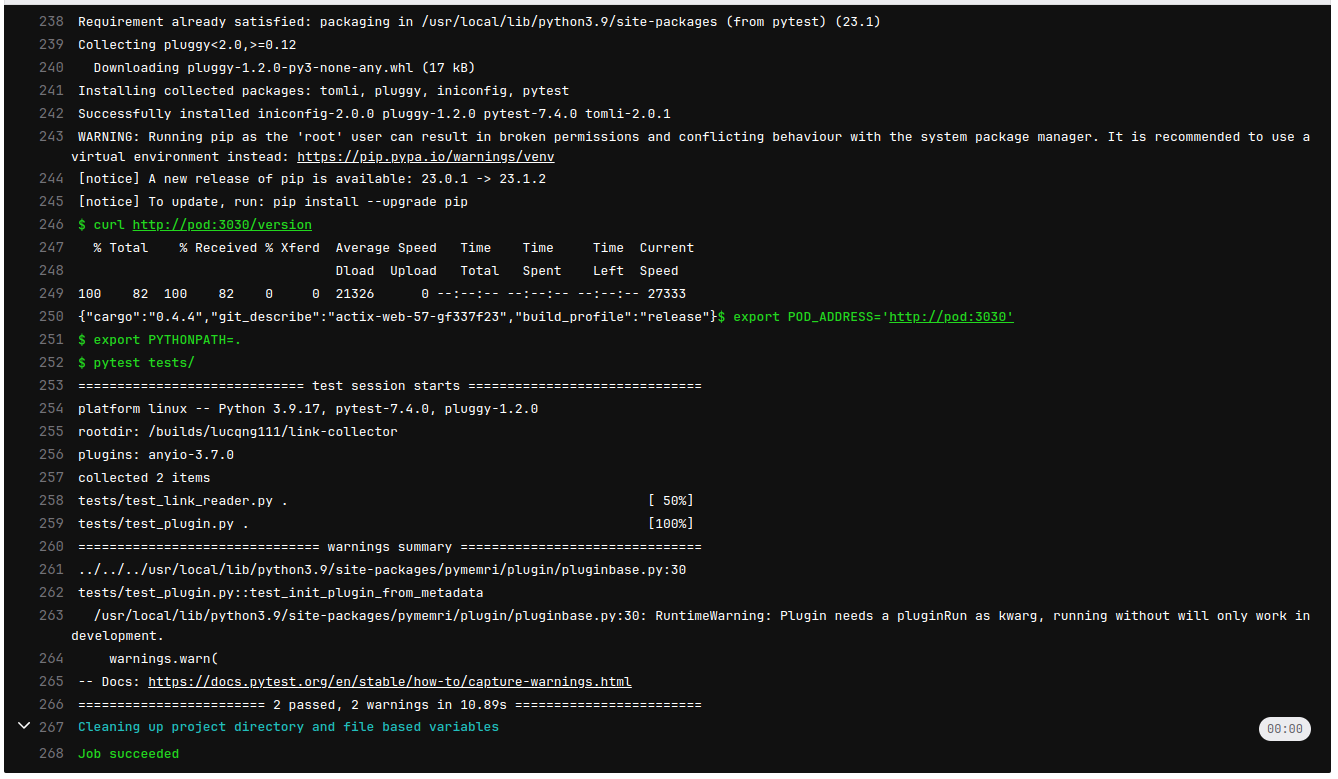 238 Requirement already satisfied: packaging in /usr/local/lib/python3.9/site-packages (from pytest) (23.1)
239 Collecting pluggy<2.0,>=0.12
240   Downloading pluggy-1.2.0-py3-none-any.whl (17 kB)
241 Installing collected packages: tomli, pluggy, iniconfig, pytest
242 Successfully installed iniconfig-2.0.0 pluggy-1.2.0 pytest-7.4.0 tomli-2.0.1
243 WARNING: Running pip as the 'root' user can result in broken permissions and conflicting behaviour with the system package manager. It is recommended to use a
virtual environment instead: https://pip.pypa.io/warnings/venv
244 [notice] A new release of pip is available: 23.0.1 -> 23.1.2
245 [notice] To update, run: pip install --upgrade pip
246 $ curl http://pod:3030/version
247   % Total    % Received % Xferd  Average Speed   Time    Time     Time  Current
248                                  Dload  Upload   Total   Spent    Left  Speed
249 100    82  100    82    0     0  21326      0 --:--:-- --:--:-- --:--:-- 27333
250 {"cargo":"0.4.4","git_describe":"actix-web-57-gf337f23","build_profile":"release"}$ export POD_ADDRESS='http://pod:3030'
251 $ export PYTHONPATH=.
252 $ pytest tests/
253 ============================= test session starts ==============================
254 platform linux -- Python 3.9.17, pytest-7.4.0, pluggy-1.2.0
255 rootdir: /builds/lucqng111/link-collector
256 plugins: anyio-3.7.0
257 collected 2 items
258 tests/test_link_reader.py .                                              [ 50%]
259 tests/test_plugin.py .                                                   [100%]
260 =============================== warnings summary ===============================
261 ../../../usr/local/lib/python3.9/site-packages/pymemri/plugin/pluginbase.py:30
262 tests/test_plugin.py::test_init_plugin_from_metadata
263   /usr/local/lib/python3.9/site-packages/pymemri/plugin/pluginbase.py:30: RuntimeWarning: Plugin needs a pluginRun as kwarg, running without will only work in
development.
264     warnings.warn(
265 -- Docs: https://docs.pytest.org/en/stable/how-to/capture-warnings.html
266 ======================== 2 passed, 2 warnings in 10.89s ========================
267 Cleaning up project directory and file based variables 00:00
268 Job succeeded